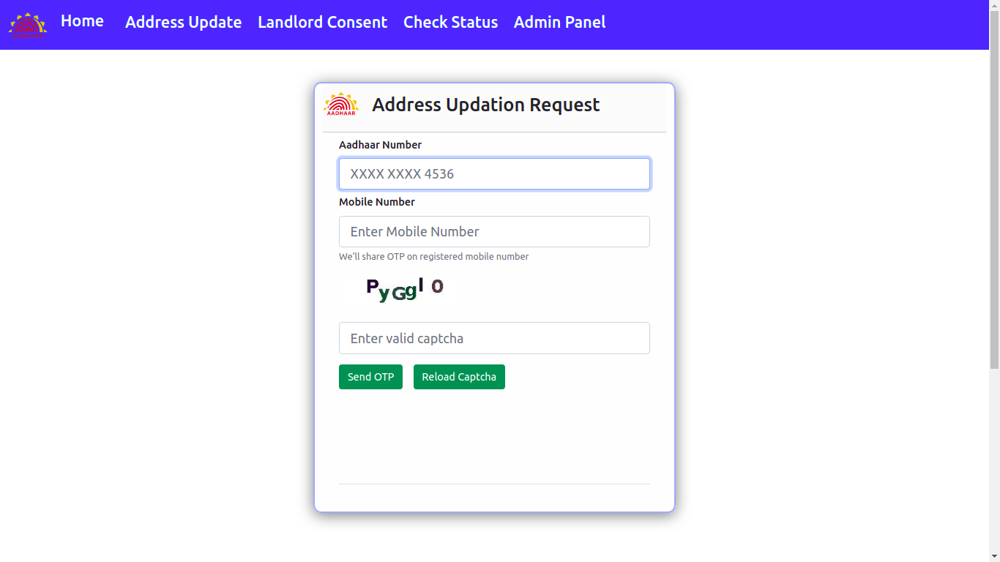 Home Address Update Landlord Consent Check Status Admin Panel
AADHAAR Address Updation Request
Aadhaar Number
XXXX XXXX 4536
Mobile Number
Enter Mobile Number
We'll share OTP on registered mobile number
Enter valid captcha
Send OTP Reload Captcha